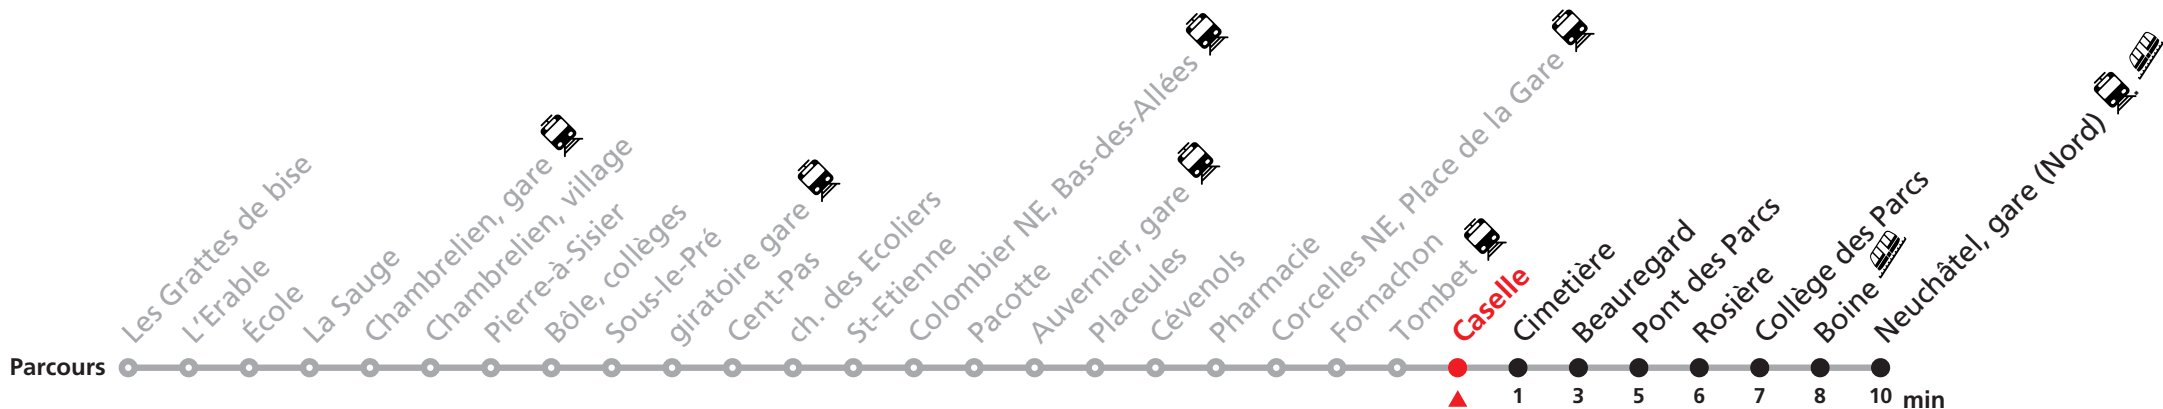 Parcours
Les Grattes de bise
L'Erable
École
La Sauge
Chambrelien, gare
Chambrelien, village
Pierre-à-Sisier
Bôle, collèges
Sous-le-Pré
giratoire gare
Cent-Pas
ch. des Ecoliers
St-Etienne
Colombier NE, Bas-des-Allées
Pacotte
Auvernier, gare
Placeules
Cévenols
Pharmacie
Corcelles NE, Place de la Gare
Fornachon
Tombet
Caselle
Cimetière
Beauregard
Pont des Parcs
Rosière
Collège des Parcs
Boine
Neuchâtel, gare (Nord)
1 3 5 6 7 8 10 min